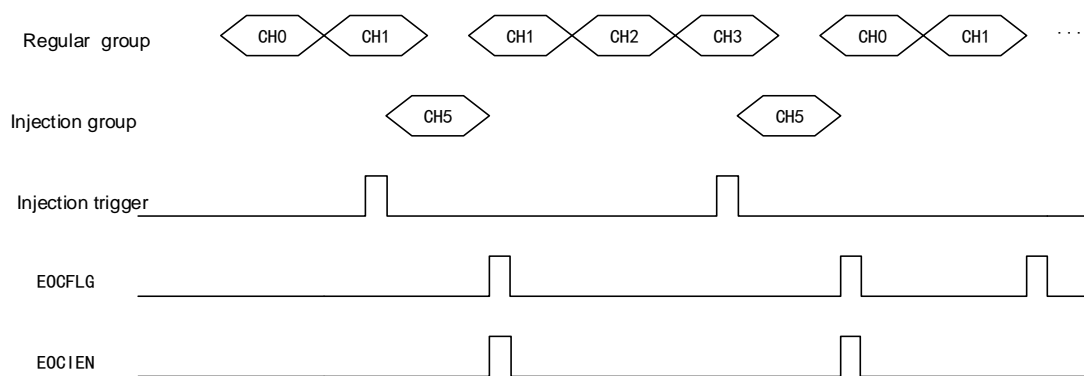 Regular group CH0 CH1 CH1 CH2 CH3 CH0 CH1 ...
Injection group CH5 CH5
Injection trigger
EOCFLG
EOCIEN